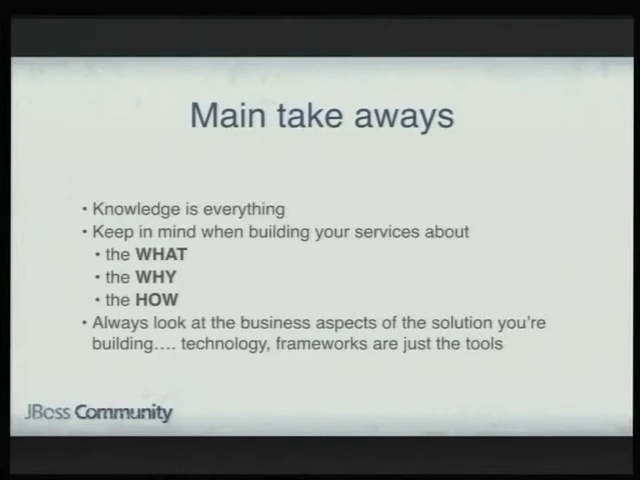 Main take aways
• Knowledge is everything
• Keep in mind when building your services about
• the WHAT
• the WHY
• the HOW
• Always look at the business aspects of the solution you're
building.... technology, frameworks are just the tools
JBoss Community